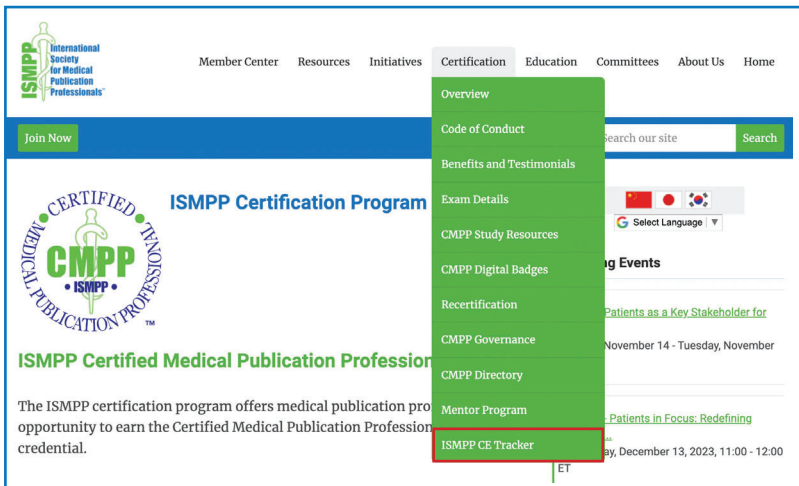 ISMPP
International
Society
for Medical
Publication
Professionals™
Member Center Resources Initiatives Certification Education Committees About Us Home
Overview
Code of Conduct
Benefits and Testimonials
Exam Details
CMPP Study Resources
CMPP Digital Badges
Recertification
CMPP Governance
CMPP Directory
Mentor Program
ISMPP CE Tracker
Join Now
Search our site
Search
CERTIFIED
MEDICAL PUBLICATION PROFESSIONAL
CMPP
• ISMPP •
TM
ISMPP Certification Program
G Select Language ▼
Events
Patients as a Key Stakeholder for
November 14 - Tuesday, November
- Patients in Focus: Redefining
...
December 13, 2023, 11:00 - 12:00
ET
ISMPP Certified Medical Publication
The ISMPP certification program offers medical publication
opportunity to earn the Certified Medical Publication
credential.